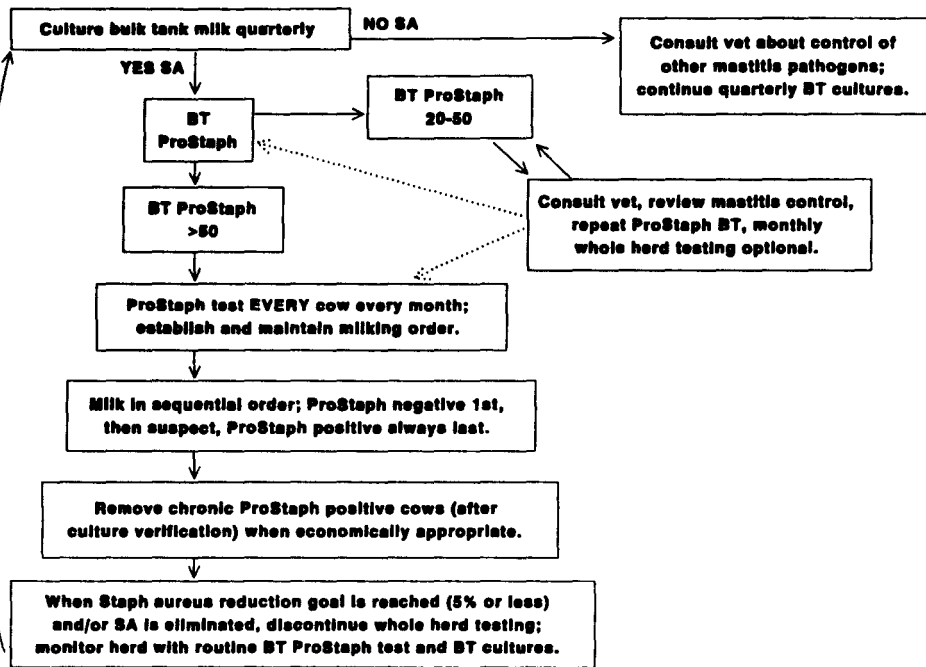 Culture bulk tank milk quarterly
NO SA
Consult vet about control of
other mastitis pathogens;
continue quarterly BT cultures.
YES SA
BT
ProStaph
BT ProStaph
20-50
Consult vet, review mastitis control,
repeat ProStaph BT, monthly
whole herd testing optional.
BT ProStaph
>50
ProStaph test EVERY cow every month;
establish and maintain milking order.
Milk in sequential order; ProStaph negative 1st,
then suspect, ProStaph positive always last.
Remove chronic ProStaph positive cows (after
culture verification) when economically appropriate.
When Staph aureus reduction goal is reached (5% or less)
and/or SA is eliminated, discontinue whole herd testing;
monitor herd with routine BT ProStaph test and BT cultures.